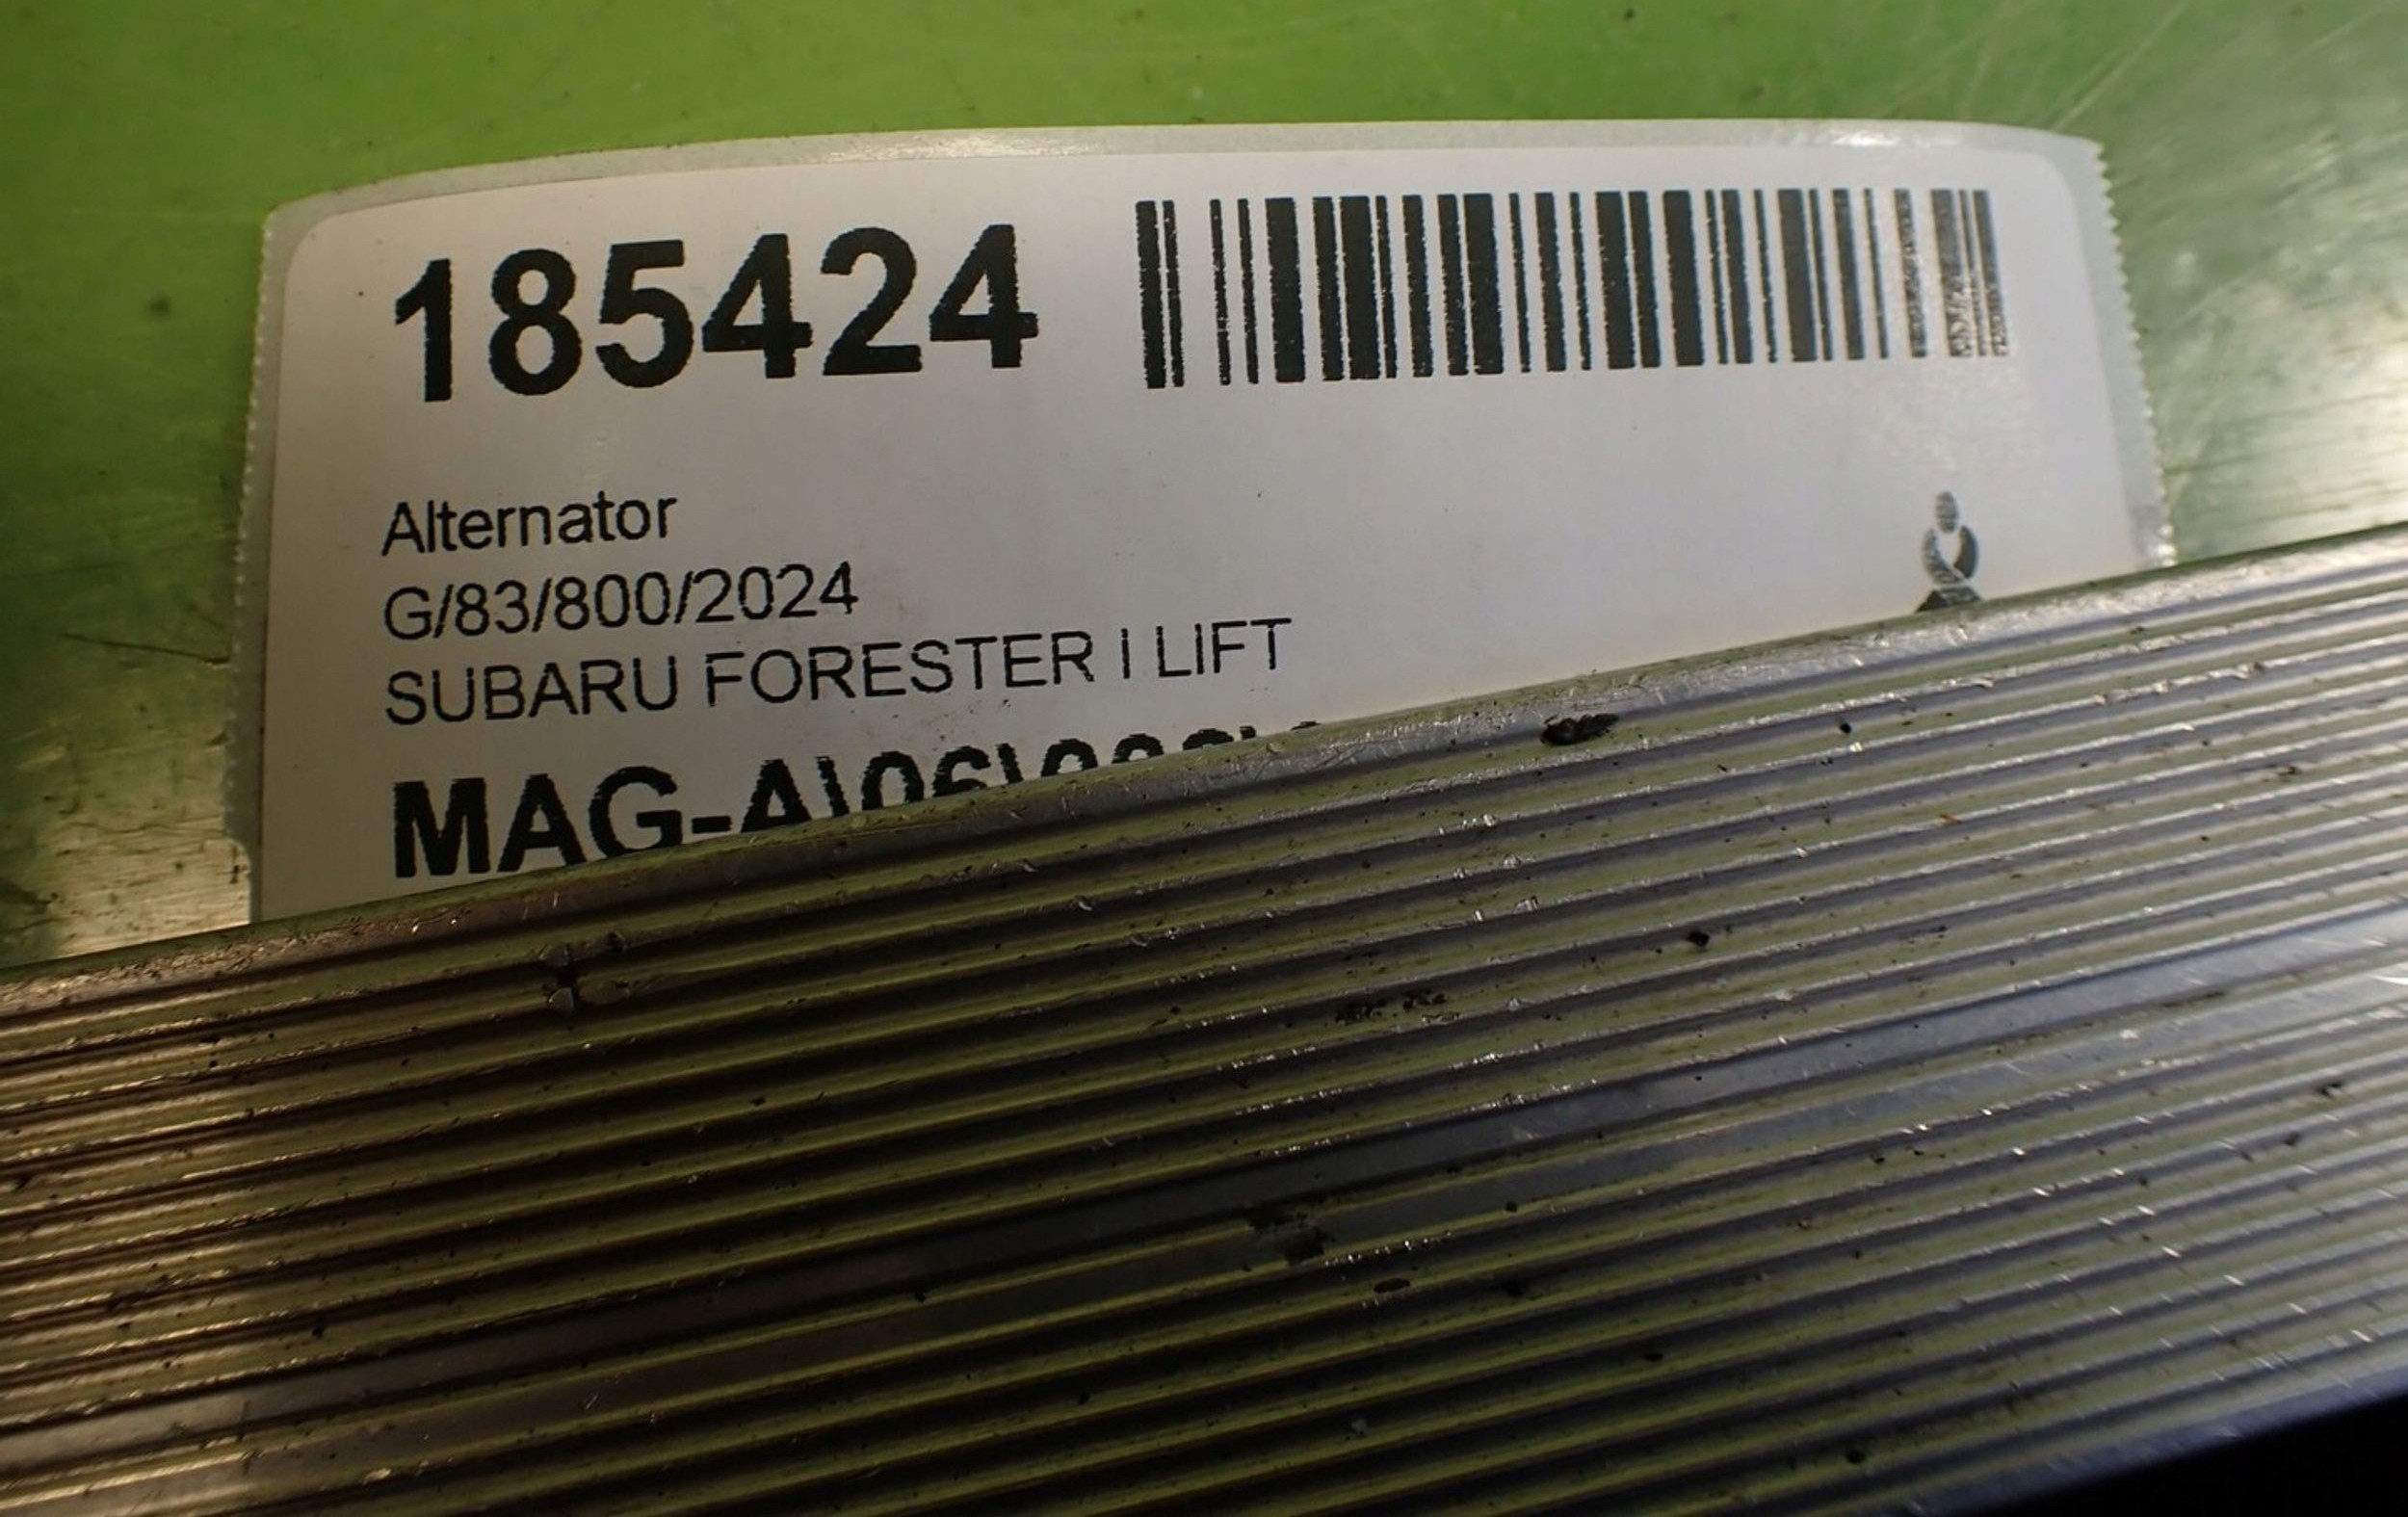 185424
Alternator
G/83/800/2024
SUBARU FORESTER I LIFT